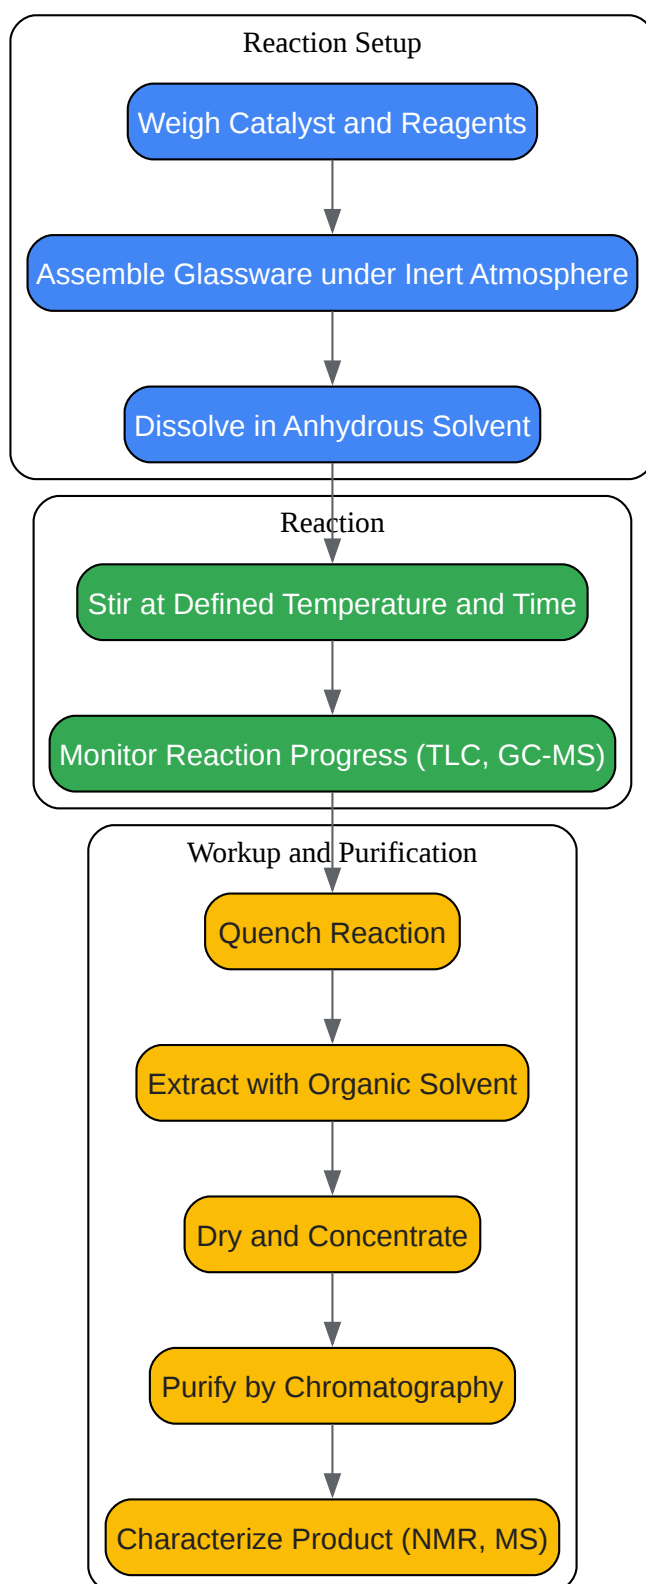 Reaction Setup
Weigh Catalyst and Reagents
Assemble Glassware under Inert Atmosphere
Dissolve in Anhydrous Solvent
Reaction
Stir at Defined Temperature and Time
Monitor Reaction Progress (TLC, GC-MS)
Workup and Purification
Quench Reaction
Extract with Organic Solvent
Dry and Concentrate
Purify by Chromatography
Characterize Product (NMR, MS)